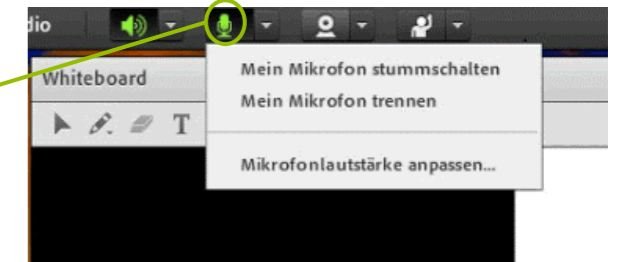 dio
Whiteboard
T
Mein Mikrofon stummschalten
Mein Mikrofon trennen
Mikrofonlautstärke anpassen...